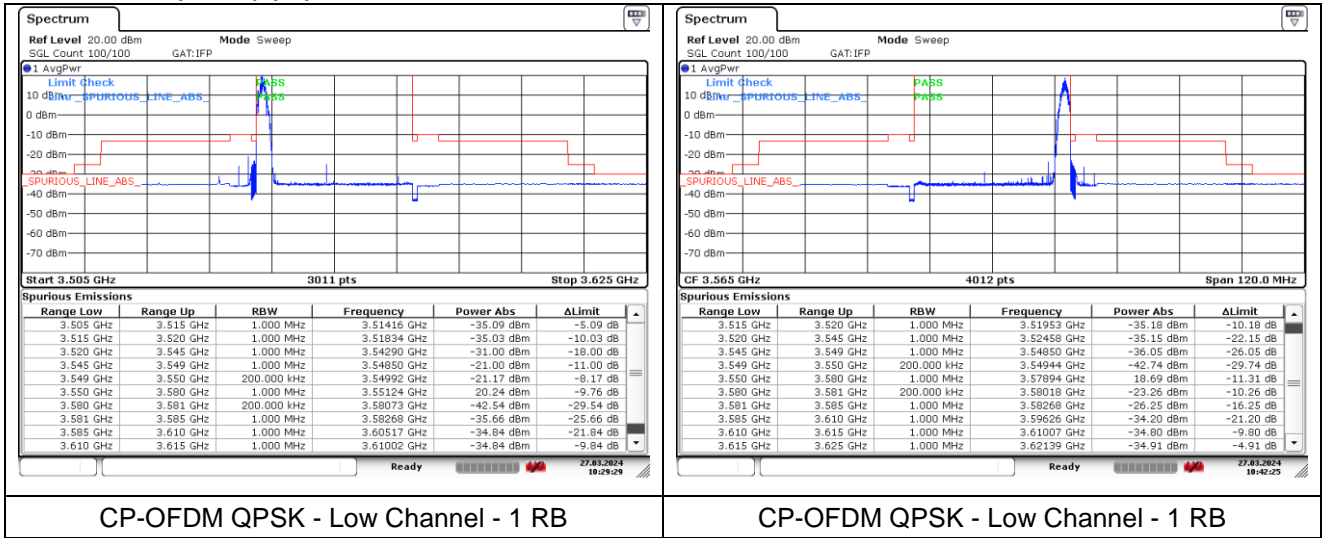 Spectrum
Ref Level 20.00 dBm Mode Sweep
SGL Count 100/100 GAT:IFP
1 AvgPwr
Limit Check PASS
Line _SPURIOUS_LINE_ABS_ PASS
10 dBm
0 dBm
-10 dBm
-20 dBm
-30 dBm
_SPURIOUS_LINE_ABS_
-40 dBm
-50 dBm
-60 dBm
-70 dBm
Start 3.505 GHz 3011 pts Stop 3.625 GHz
Spurious Emissions
Range Low Range Up RBW Frequency Power Abs ΔLimit
3.505 GHz 3.515 GHz 1.000 MHz 3.51416 GHz -35.09 dBm -5.09 dB
3.515 GHz 3.520 GHz 1.000 MHz 3.51834 GHz -35.03 dBm -10.03 dB
3.520 GHz 3.545 GHz 1.000 MHz 3.54290 GHz -31.00 dBm -18.00 dB
3.545 GHz 3.549 GHz 1.000 MHz 3.54850 GHz -21.00 dBm -11.00 dB
3.549 GHz 3.550 GHz 200.000 kHz 3.54992 GHz -21.17 dBm -8.17 dB
3.550 GHz 3.580 GHz 1.000 MHz 3.55124 GHz 20.24 dBm -9.76 dB
3.580 GHz 3.581 GHz 200.000 kHz 3.58073 GHz -42.54 dBm -29.54 dB
3.581 GHz 3.585 GHz 1.000 MHz 3.58268 GHz -35.66 dBm -25.66 dB
3.585 GHz 3.610 GHz 1.000 MHz 3.60517 GHz -34.84 dBm -21.84 dB
3.610 GHz 3.615 GHz 1.000 MHz 3.61002 GHz -34.84 dBm -9.84 dB
Ready 27.03.2024
10:29:29
CP-OFDM QPSK - Low Channel - 1 RB
Spectrum
Ref Level 20.00 dBm Mode Sweep
SGL Count 100/100 GAT:IFP
1 AvgPwr
Limit Check PASS
Line _SPURIOUS_LINE_ABS_ PASS
10 dBm
0 dBm
-10 dBm
-20 dBm
-30 dBm
_SPURIOUS_LINE_ABS_
-40 dBm
-50 dBm
-60 dBm
-70 dBm
CF 3.565 GHz 4012 pts Span 120.0 MHz
Spurious Emissions
Range Low Range Up RBW Frequency Power Abs ΔLimit
3.515 GHz 3.520 GHz 1.000 MHz 3.51953 GHz -35.18 dBm -10.18 dB
3.520 GHz 3.545 GHz 1.000 MHz 3.52458 GHz -35.15 dBm -22.15 dB
3.545 GHz 3.549 GHz 1.000 MHz 3.54850 GHz -36.05 dBm -26.05 dB
3.549 GHz 3.550 GHz 200.000 kHz 3.54944 GHz -42.74 dBm -29.74 dB
3.550 GHz 3.580 GHz 1.000 MHz 3.57894 GHz 18.69 dBm -11.31 dB
3.580 GHz 3.581 GHz 200.000 kHz 3.58018 GHz -23.26 dBm -10.26 dB
3.581 GHz 3.585 GHz 1.000 MHz 3.58268 GHz -26.25 dBm -16.25 dB
3.585 GHz 3.610 GHz 1.000 MHz 3.59626 GHz -34.20 dBm -21.20 dB
3.610 GHz 3.615 GHz 1.000 MHz 3.61007 GHz -34.80 dBm -9.80 dB
3.615 GHz 3.625 GHz 1.000 MHz 3.62139 GHz -34.91 dBm -4.91 dB
Ready 27.03.2024
10:42:25
CP-OFDM QPSK - Low Channel - 1 RB